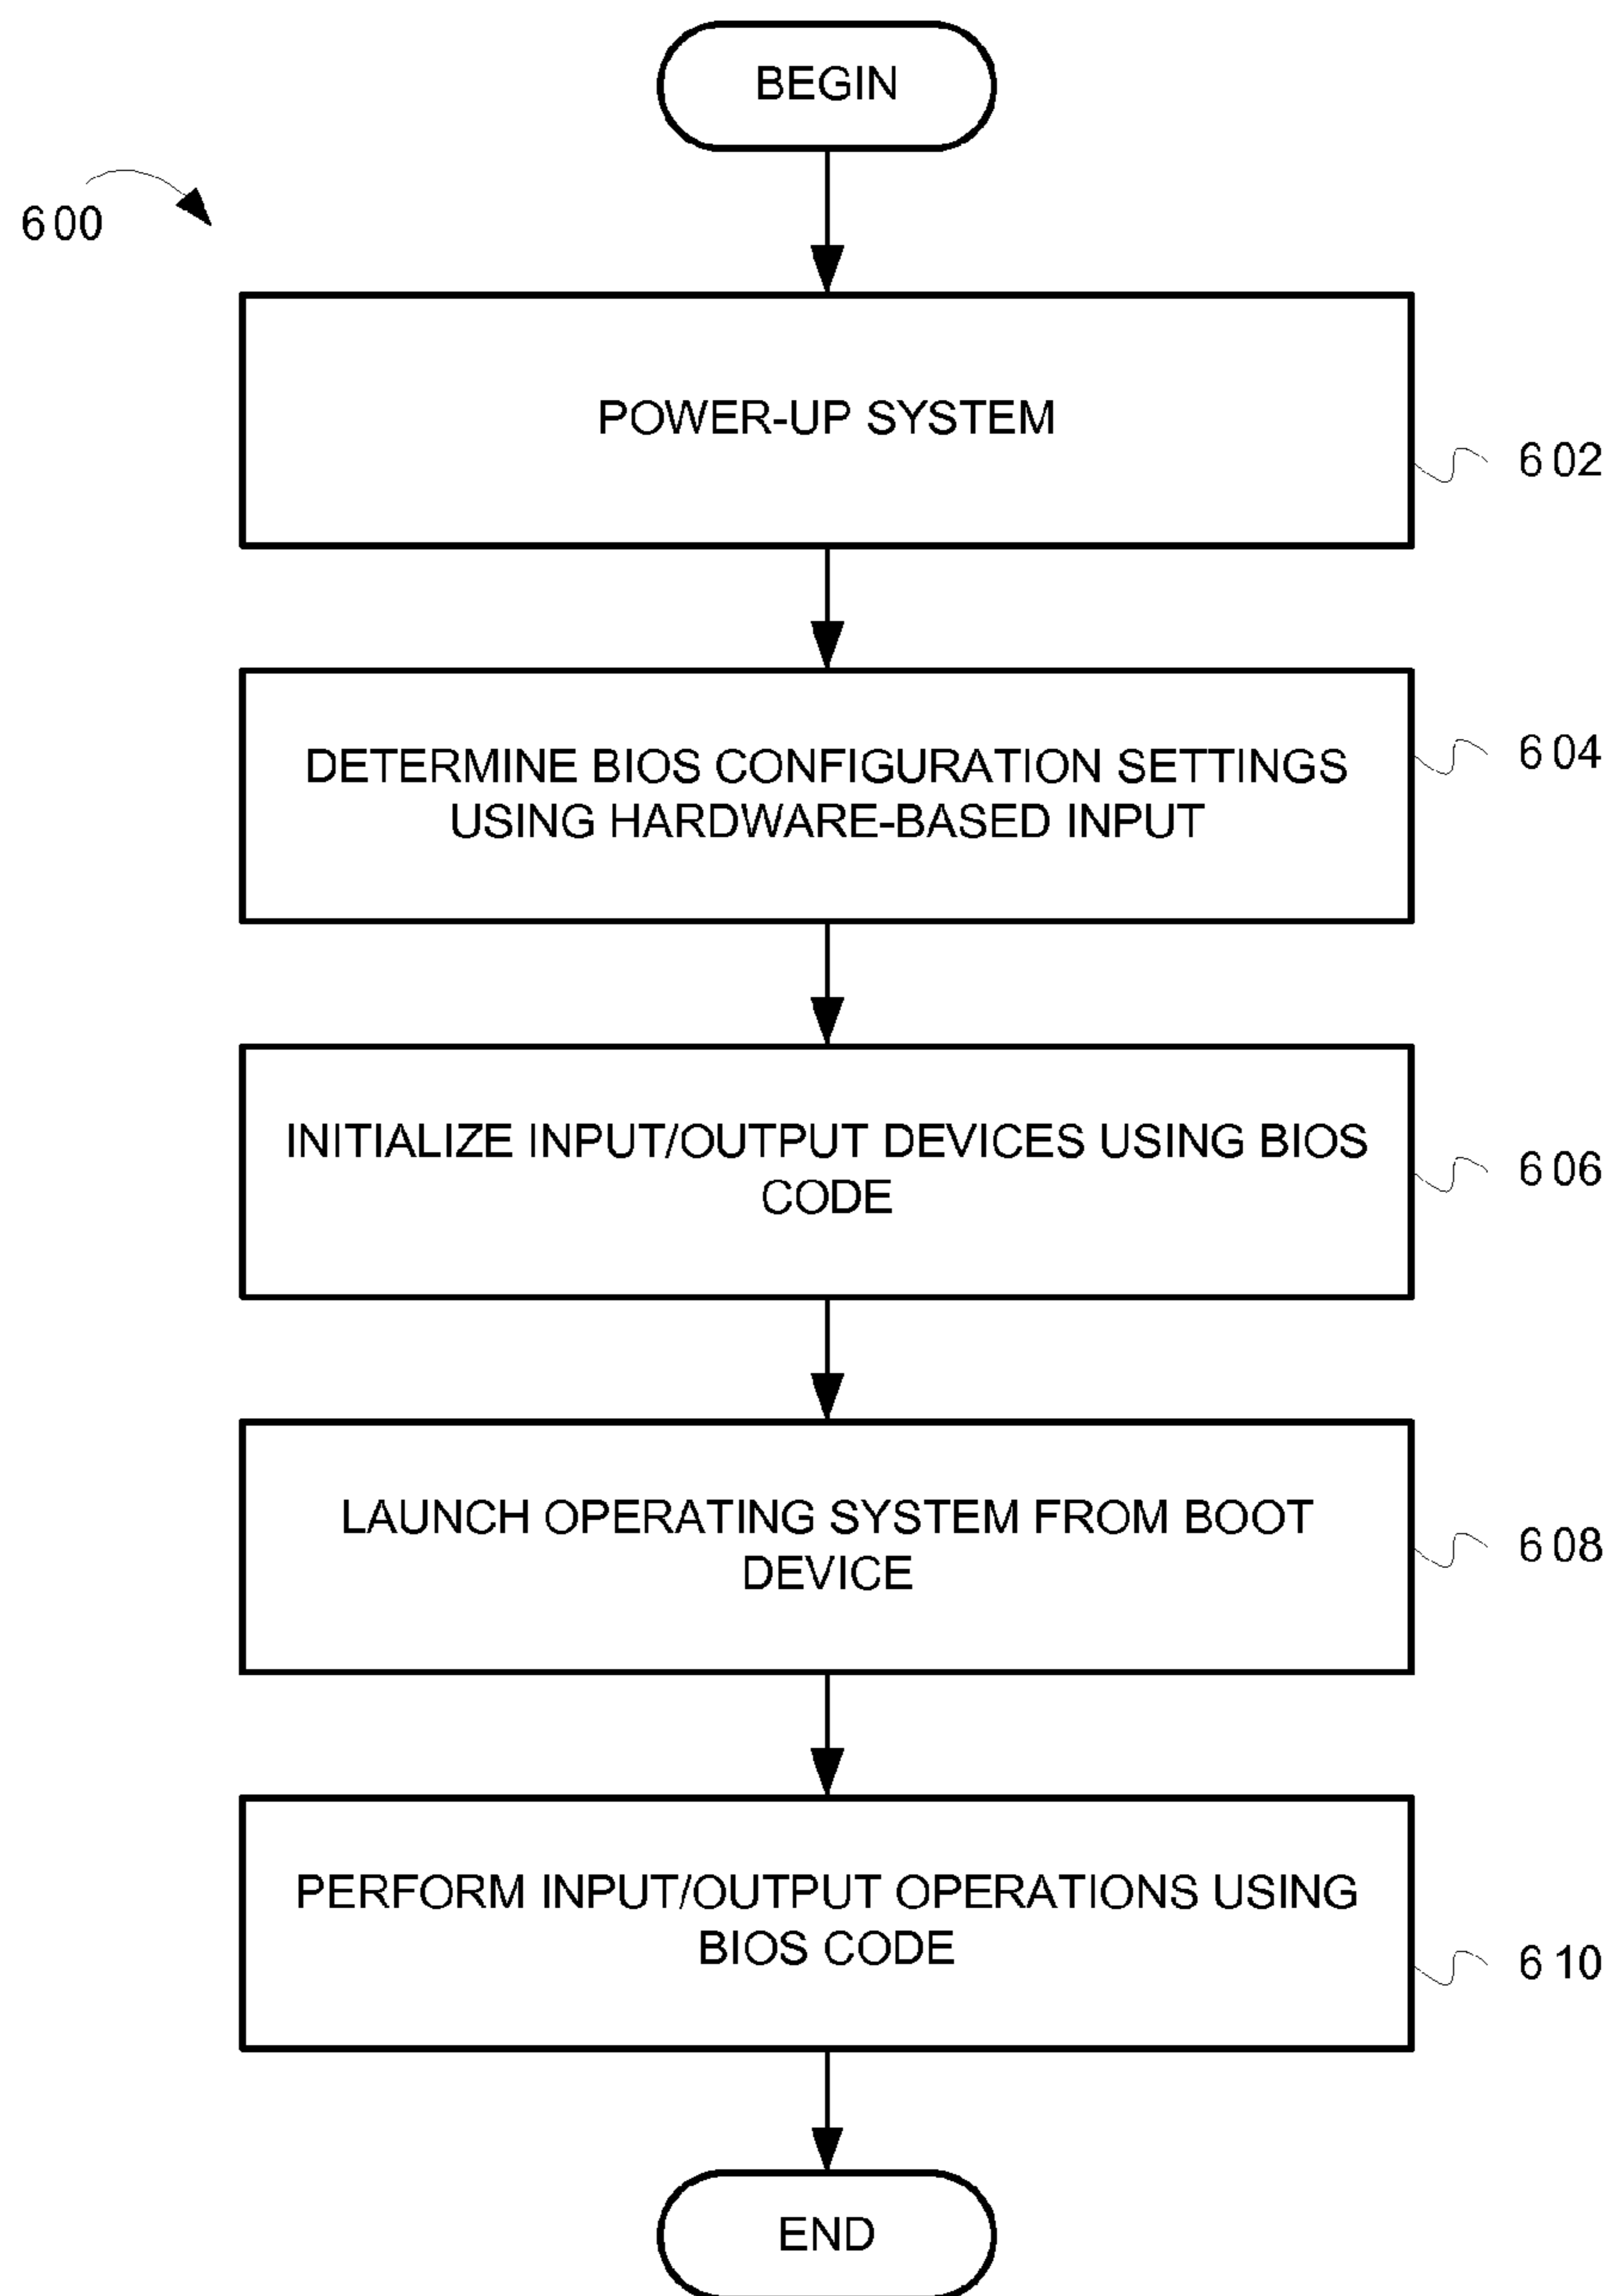 BEGIN
600
POWER-UP SYSTEM
602
DETERMINE BIOS CONFIGURATION SETTINGS
USING HARDWARE-BASED INPUT
604
INITIALIZE INPUT/OUTPUT DEVICES USING BIOS
CODE
606
LAUNCH OPERATING SYSTEM FROM BOOT
DEVICE
608
PERFORM INPUT/OUTPUT OPERATIONS USING
BIOS CODE
610
END